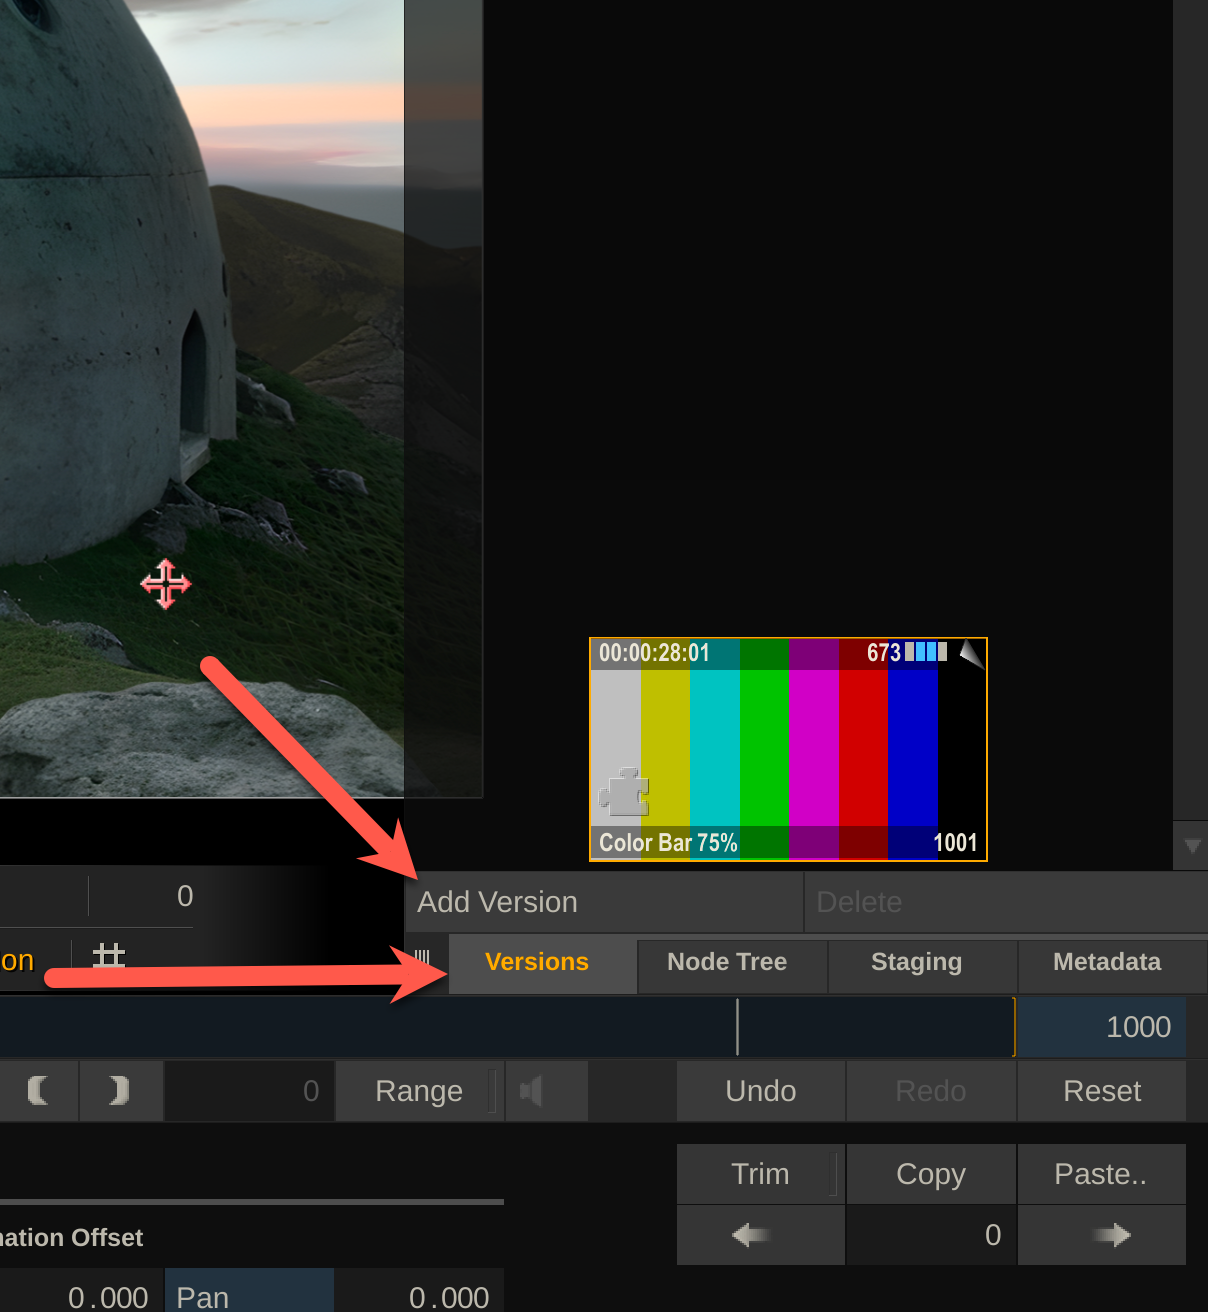 00:00:28:01 673
Color Bar 75% 1001
0
Add Version Delete
on
Versions Node Tree Staging Metadata
1000
0 Range Undo Redo Reset
Trim Copy Paste..
0
ation Offset
0.000 Pan 0.000